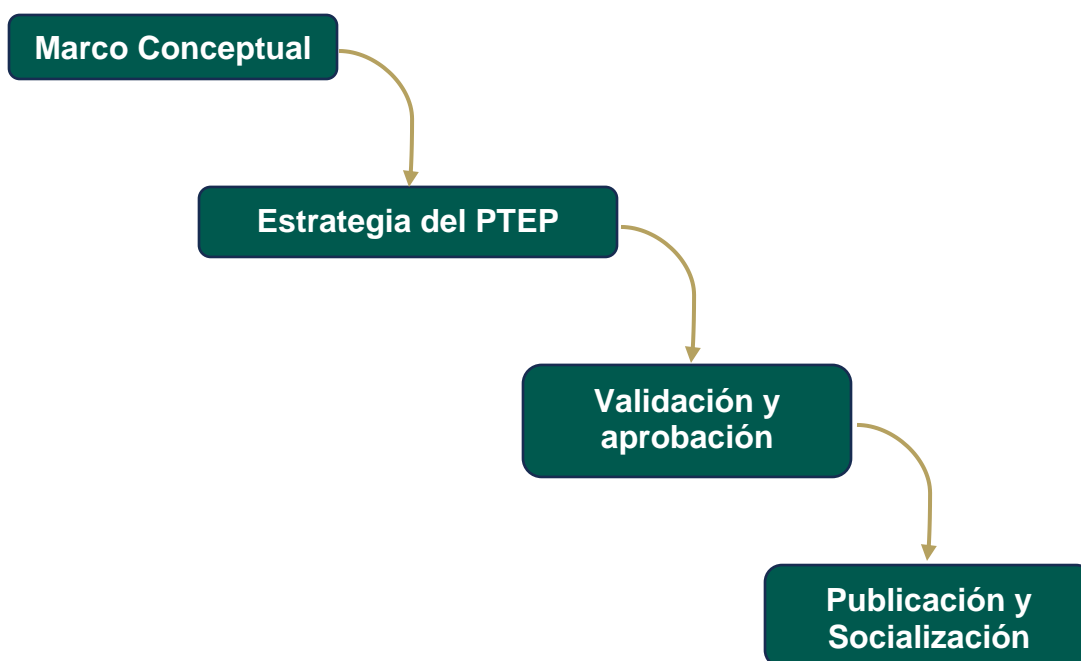 Marco Conceptual
Estrategia del PTEP
Validación y
aprobación
Publicación y
Socialización